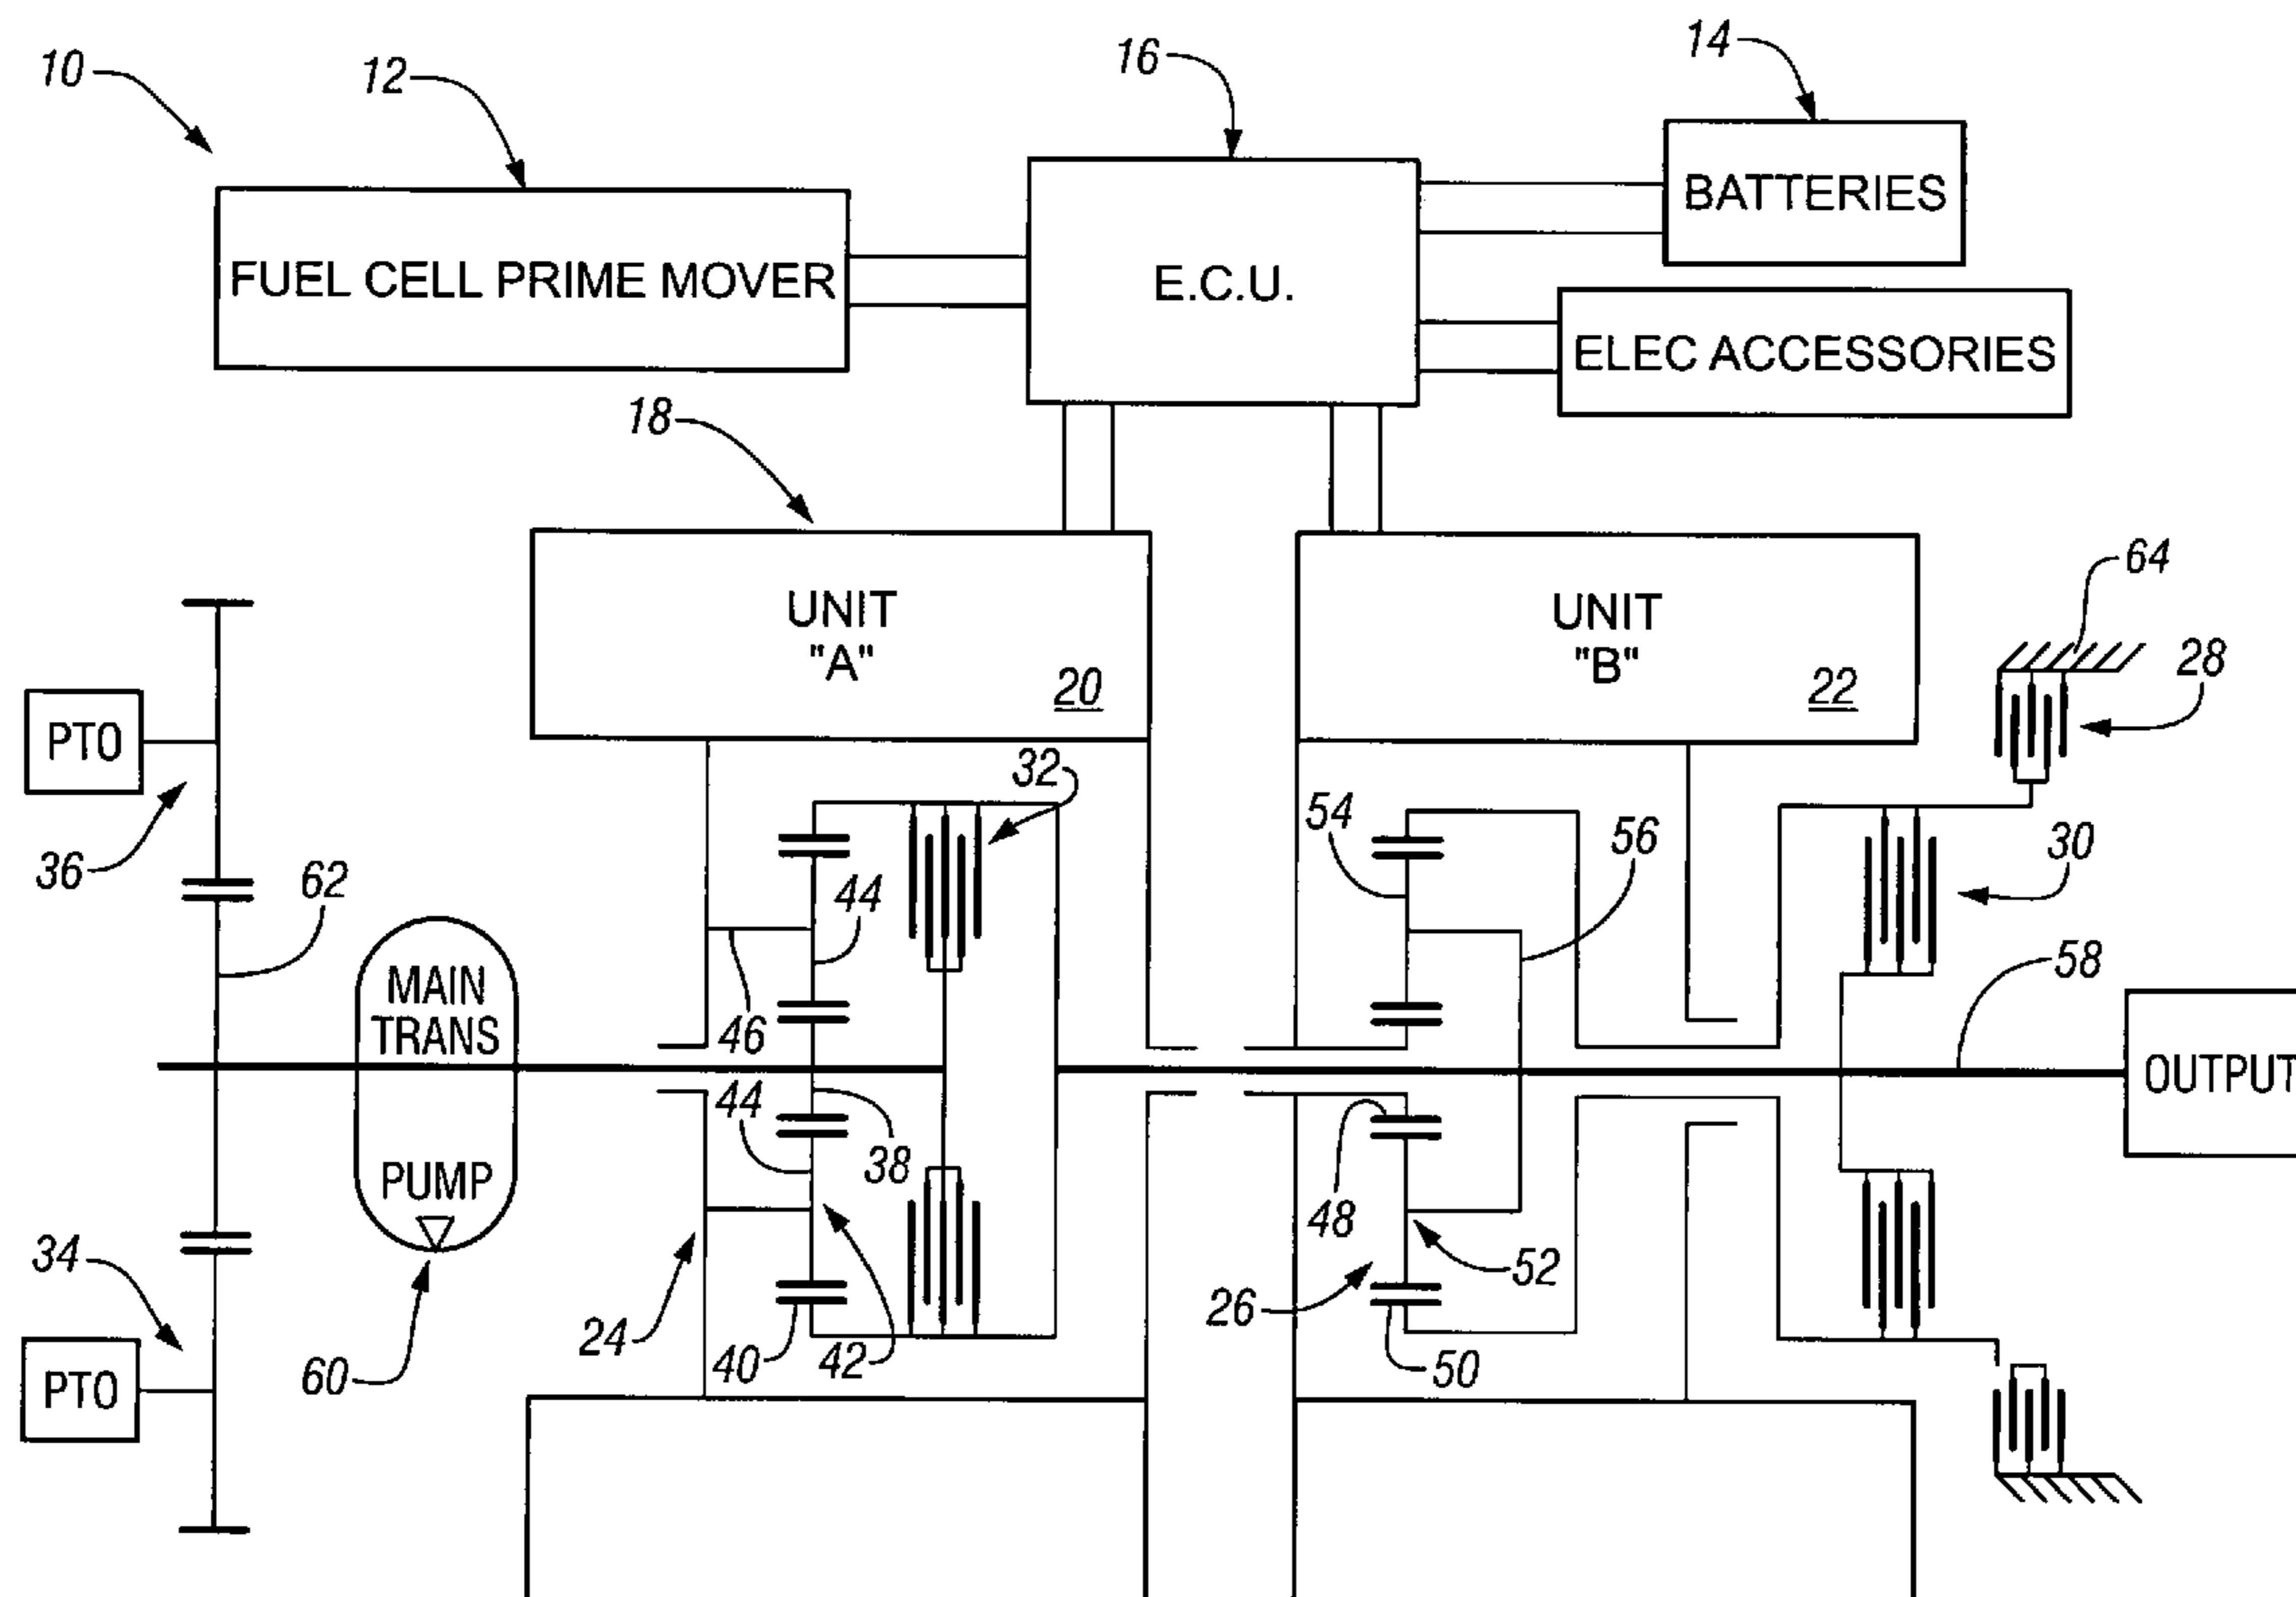 10
12
16
14
BATTERIES
FUEL CELL PRIME MOVER
E.C.U.
ELEC ACCESSORIES
18
UNIT
"A"
20
UNIT
"B"
22
64
28
PTO
36
62
32
44
54
56
30
58
MAIN
TRANS
PUMP
46
44
38
48
OUTPUT
34
PTO
60
24
40
42
26
52
50